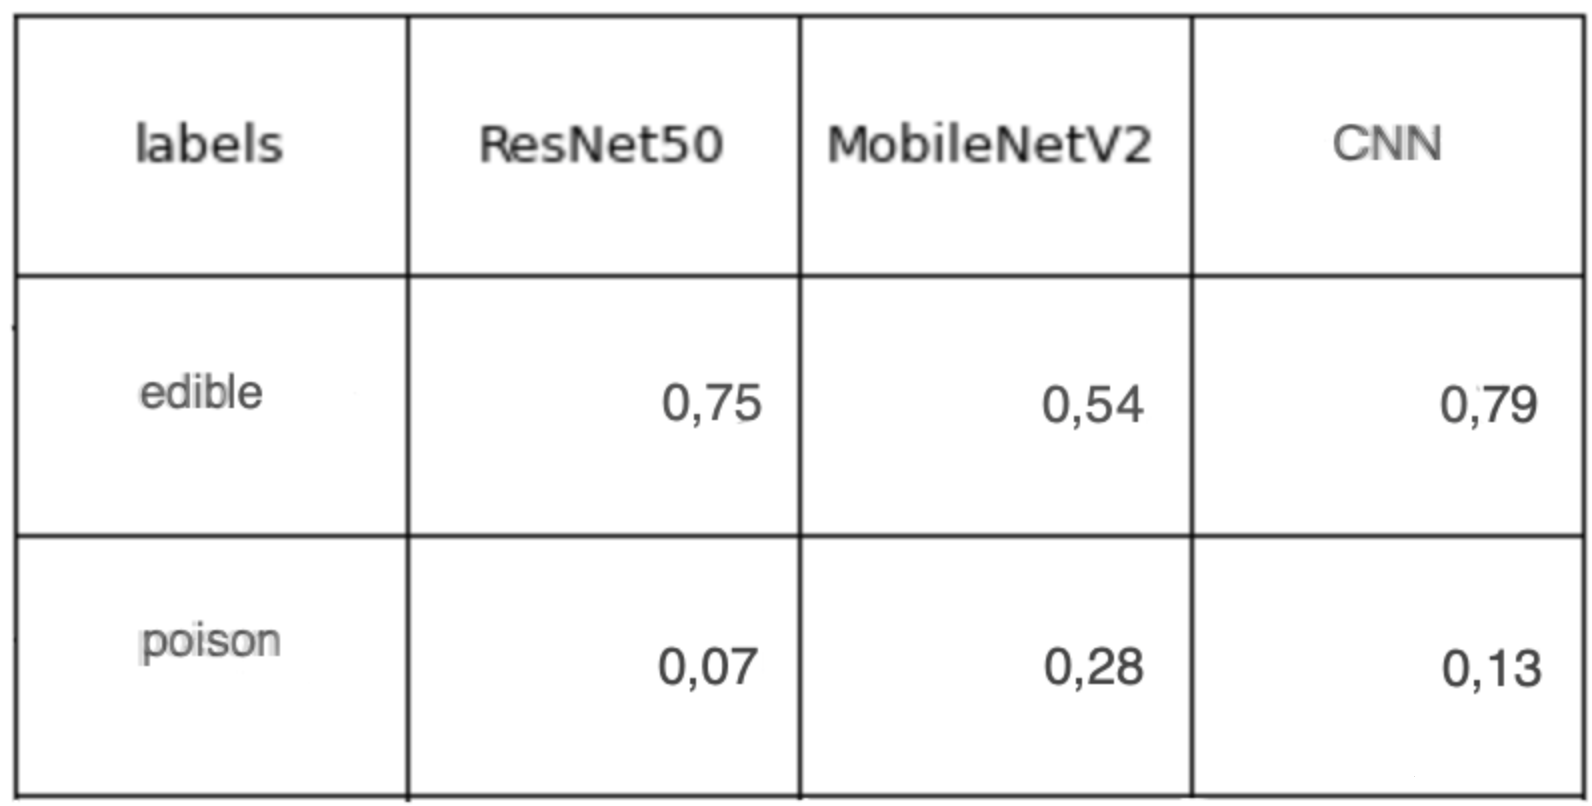 labels ResNet50 MobileNetV2 CNN
edible 0,75 0,54 0,79
poison 0,07 0,28 0,13